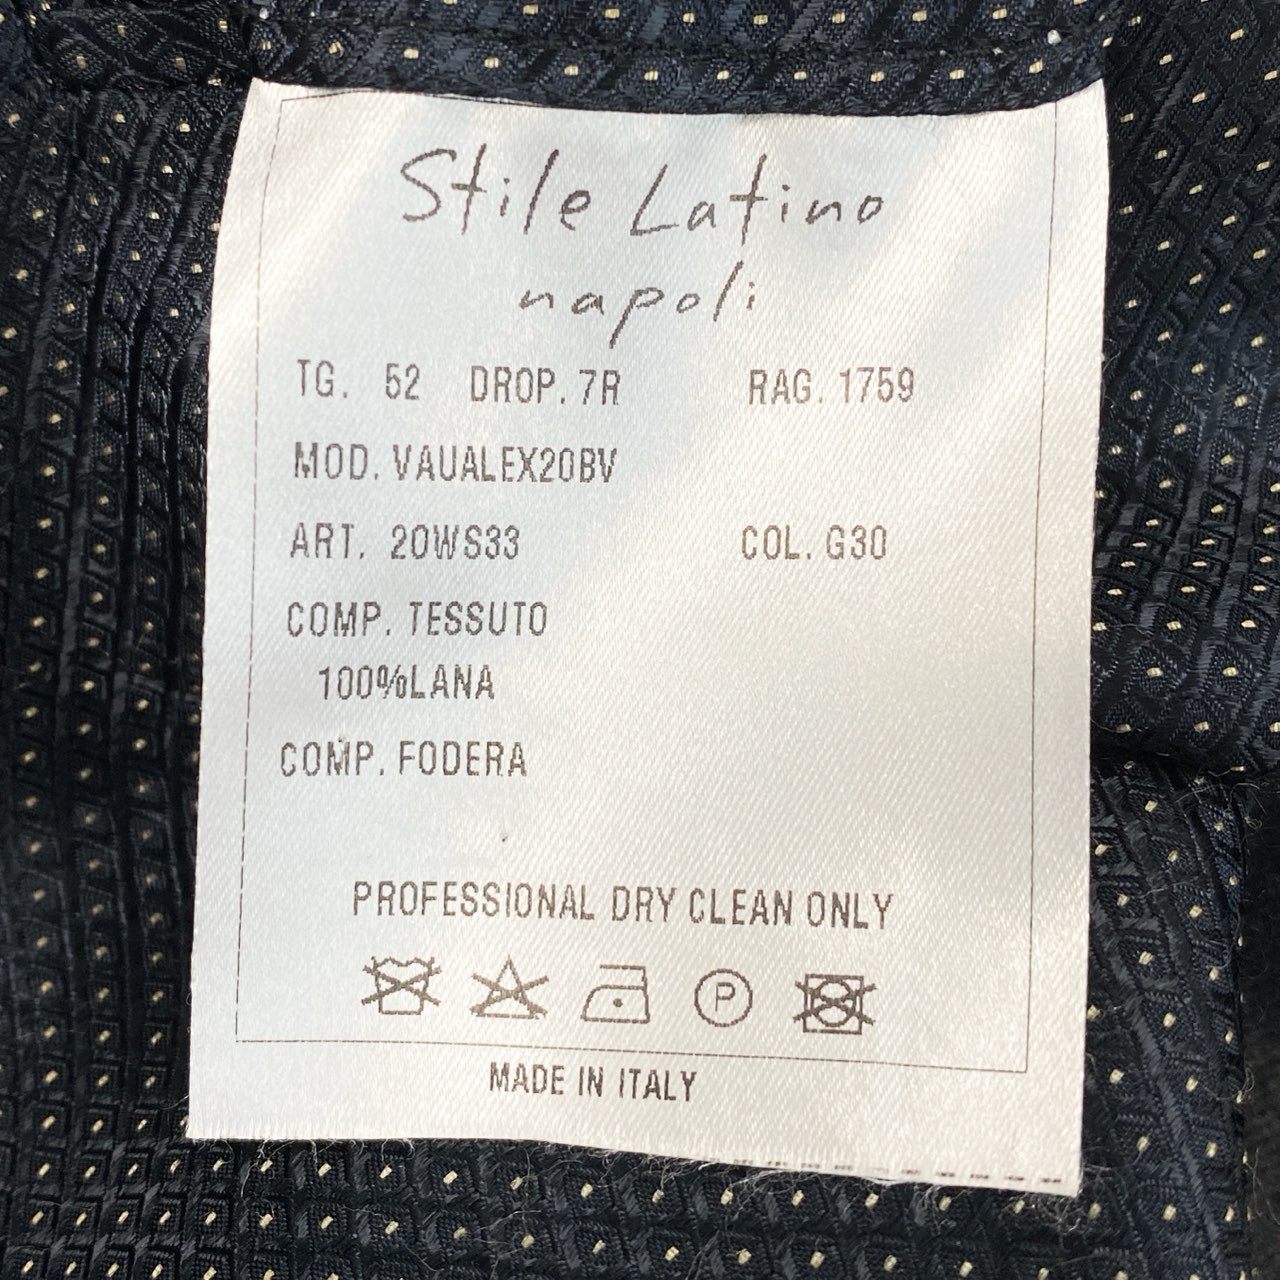 Stile Latino
napoli
TG. 52 DROP. 7R RAG. 1759
MOD. VAUALEX20BV
ART. 20WS33 COL. G30
COMP. TESSUTO
100%LANA
COMP. FODERA
PROFESSIONAL DRY CLEAN ONLY
P
MADE IN ITALY